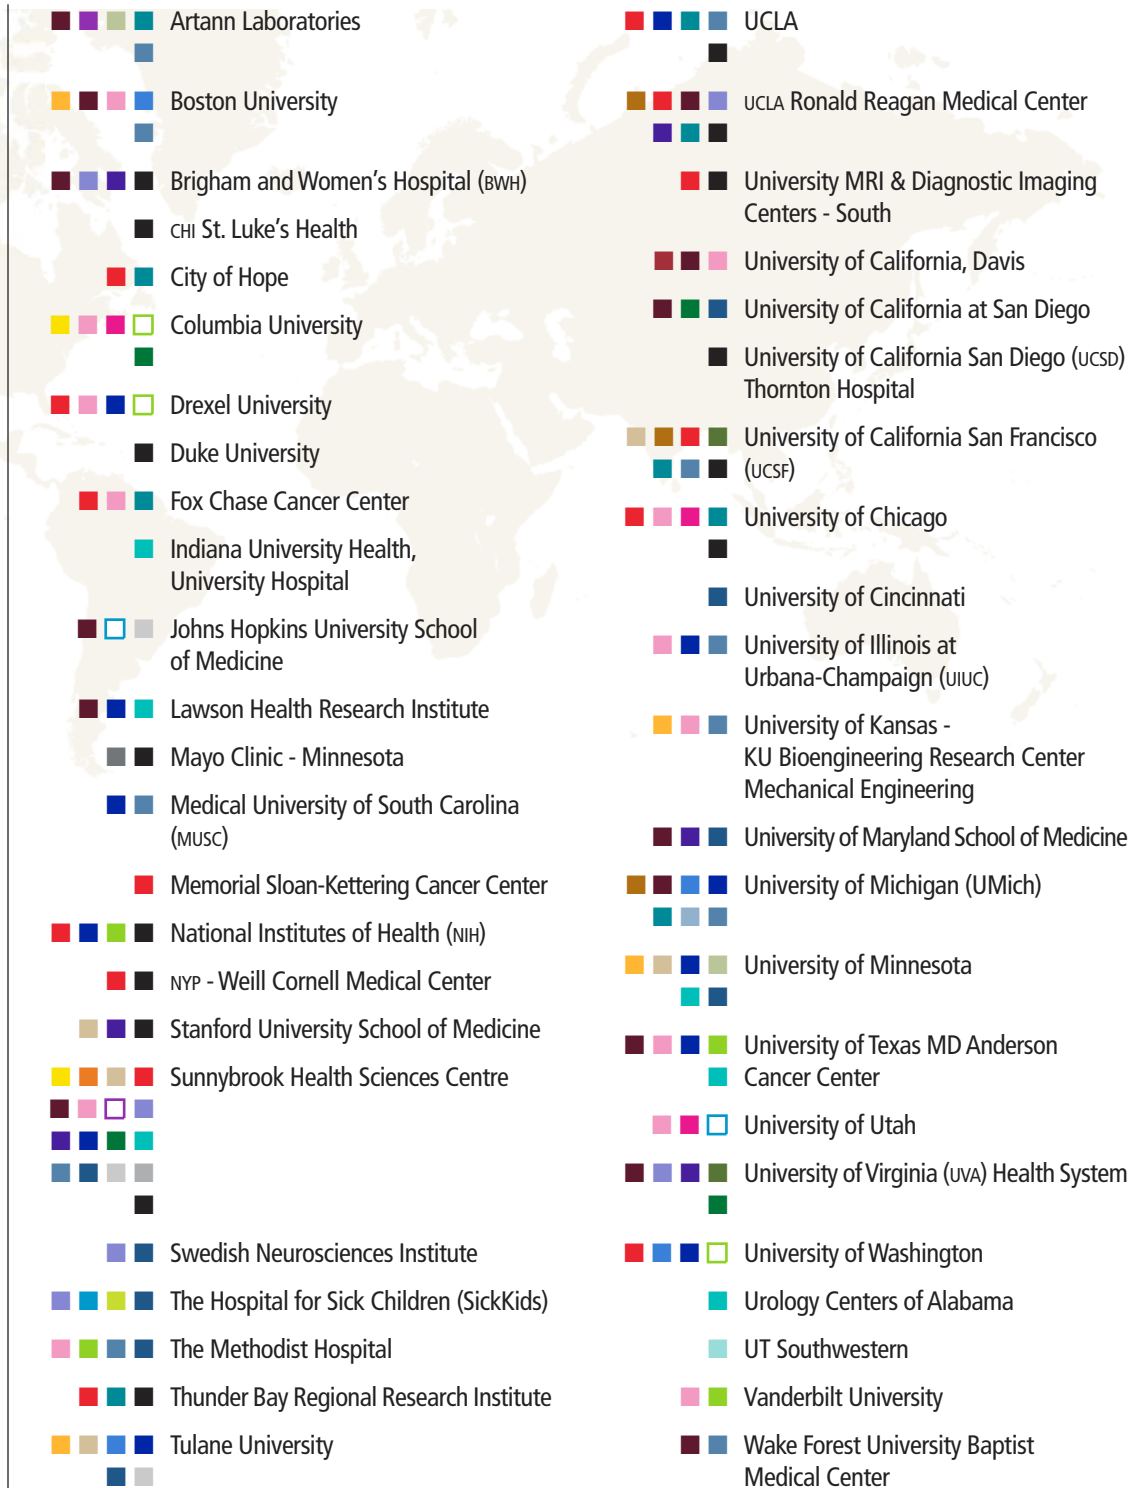 Artann Laboratories
Boston University
Brigham and Women's Hospital (BWH)
CHI St. Luke's Health
City of Hope
Columbia University
Drexel University
Duke University
Fox Chase Cancer Center
Indiana University Health,
University Hospital
Johns Hopkins University School
of Medicine
Lawson Health Research Institute
Mayo Clinic - Minnesota
Medical University of South Carolina
(MUSC)
Memorial Sloan-Kettering Cancer Center
National Institutes of Health (NIH)
NYP - Weill Cornell Medical Center
Stanford University School of Medicine
Sunnybrook Health Sciences Centre
Swedish Neurosciences Institute
The Hospital for Sick Children (SickKids)
The Methodist Hospital
Thunder Bay Regional Research Institute
Tulane University
UCLA
UCLA Ronald Reagan Medical Center
University MRI & Diagnostic Imaging
Centers - South
University of California, Davis
University of California at San Diego
University of California San Diego (UCSD)
Thornton Hospital
University of California San Francisco
(UCSF)
University of Chicago
University of Cincinnati
University of Illinois at
Urbana-Champaign (UIUC)
University of Kansas -
KU Bioengineering Research Center
Mechanical Engineering
University of Maryland School of Medicine
University of Michigan (UMich)
University of Minnesota
University of Texas MD Anderson
Cancer Center
University of Utah
University of Virginia (UVA) Health System
University of Washington
Urology Centers of Alabama
UT Southwestern
Vanderbilt University
Wake Forest University Baptist
Medical Center